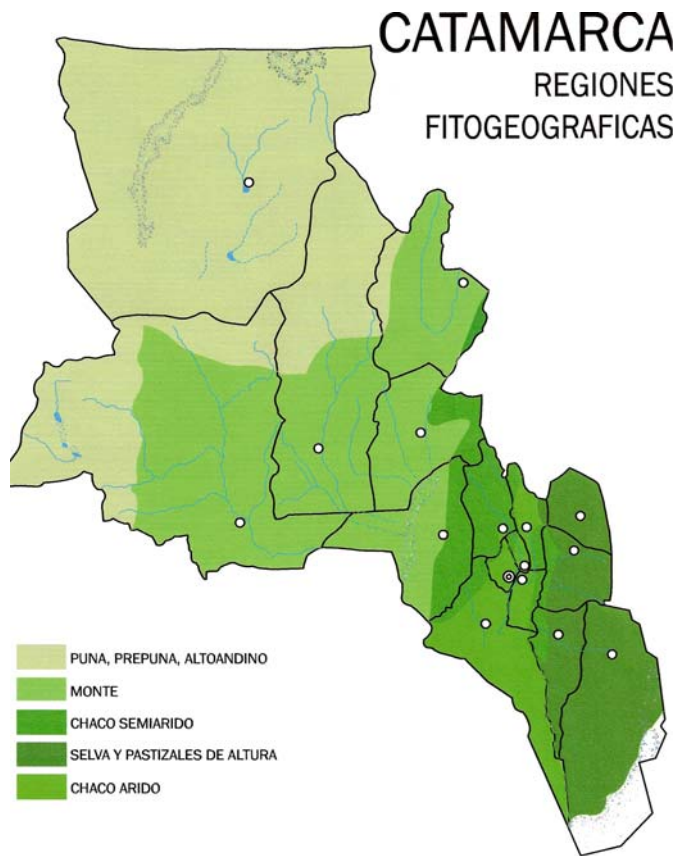 CATAMARCA
REGIONES
FITOGEOGRAFICAS
PUNA, PREPUNA, ALTOANDINO
MONTE
CHACO SEMIARIDO
SELVA Y PASTIZALES DE ALTURA
CHACO ARIDO